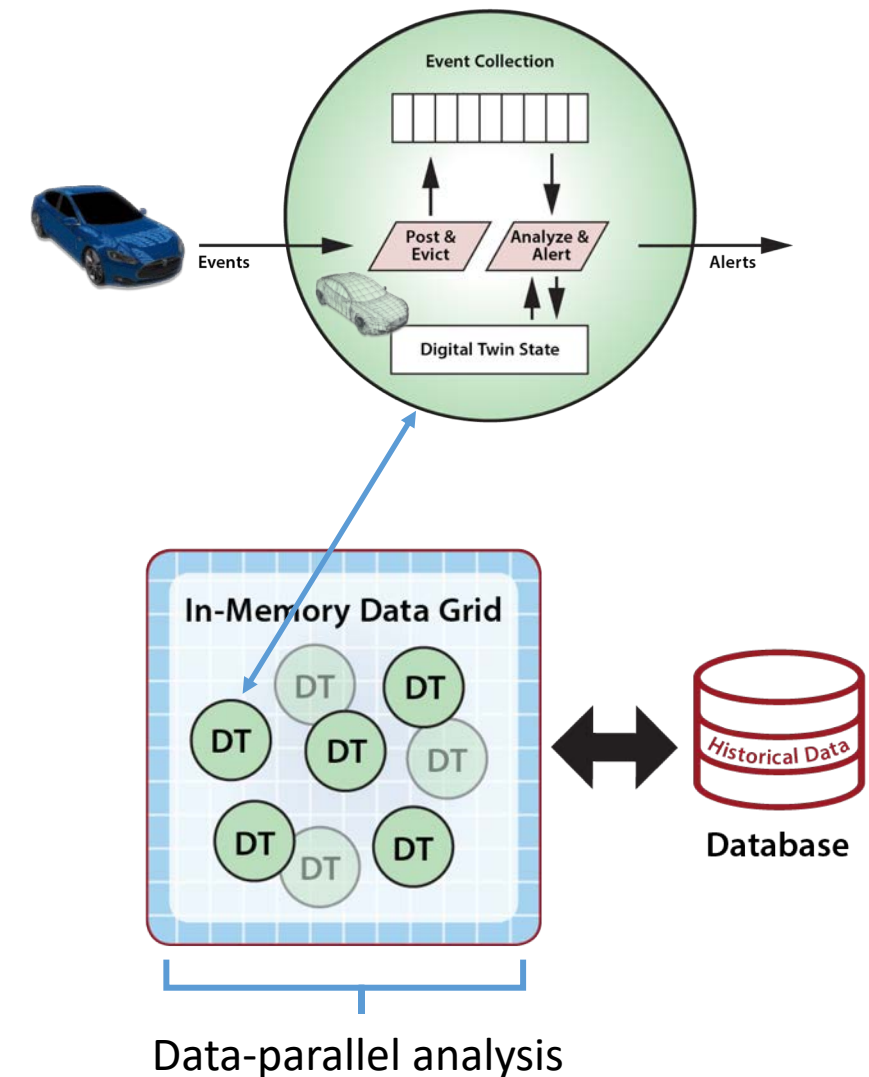 Event Collection
Events
Post &
Evict
Analyze &
Alert
Alerts
Digital Twin State
In-Memory Data Grid
DT
DT
DT
DT
DT
DT
DT
DT
Historical Data
Database
Data-parallel analysis